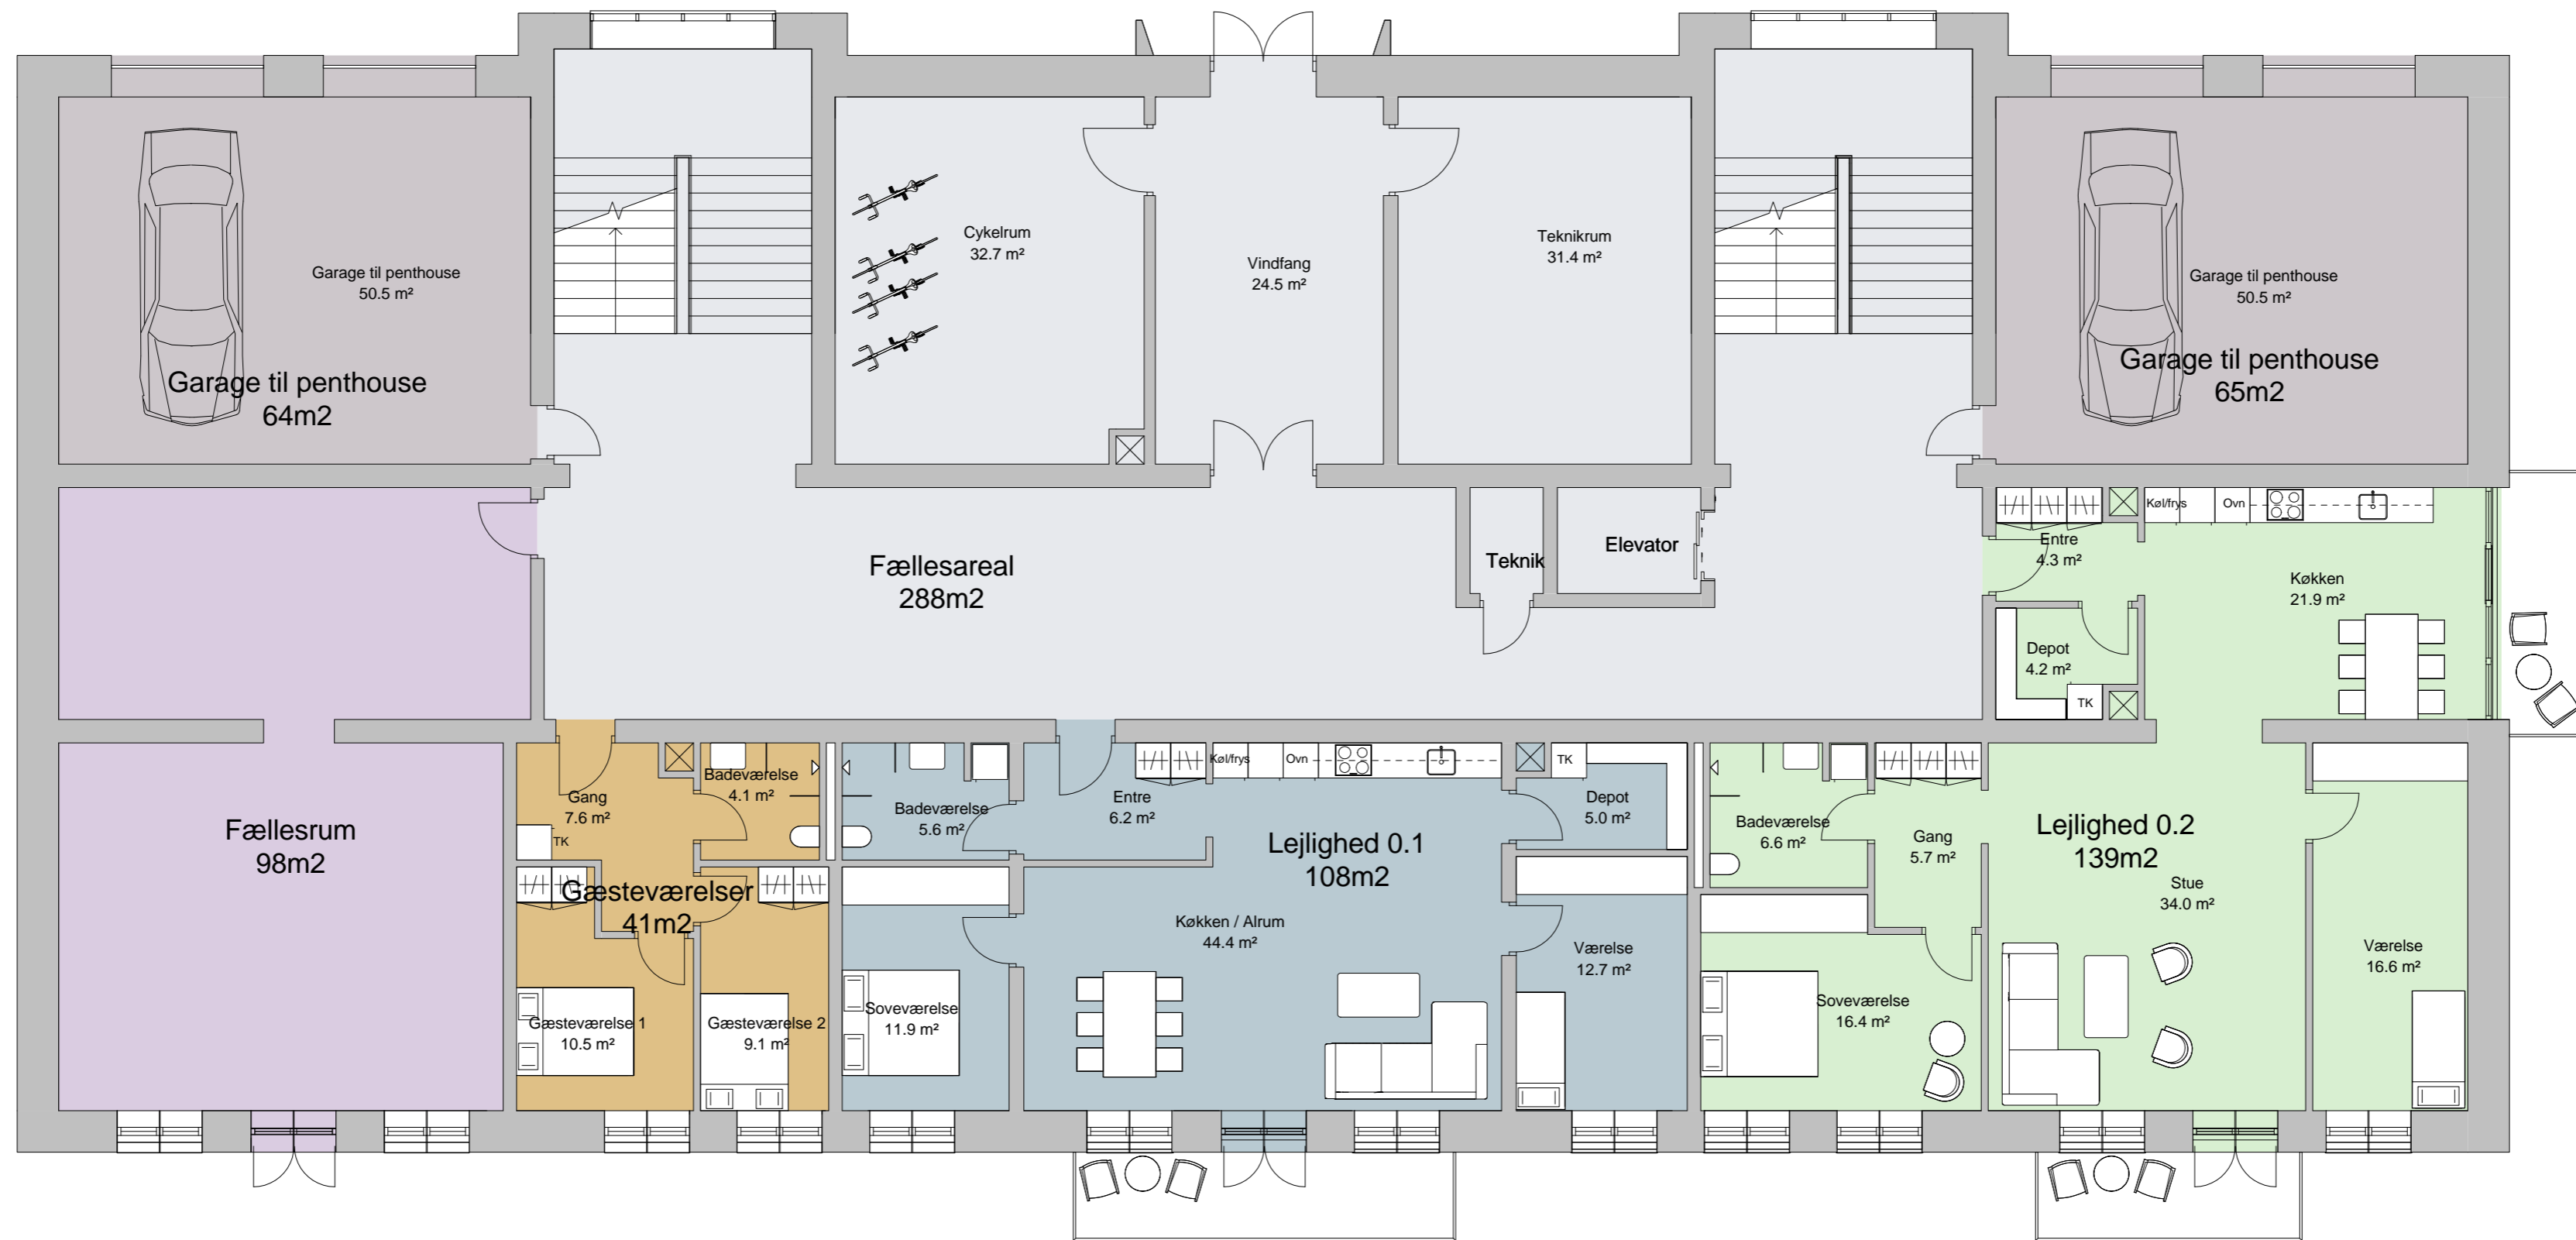 Garage til penthouse
50.5 m²
Garage til penthouse
64m2
Cykelrum
32.7 m²
Vindfang
24.5 m²
Teknikrum
31.4 m²
Garage til penthouse
50.5 m²
Garage til penthouse
65m2
Fællesareal
288m2
Teknik
Elevator
Køl/frys
Ovn
Entre
4.3 m²
Køkken
21.9 m²
Depot
4.2 m²
TK
Fællesrum
98m2
Gang
7.6 m²
TK
Badeværelse
4.1 m²
Gæsteværelser
41m2
Gæsteværelse 1
10.5 m²
Gæsteværelse 2
9.1 m²
Badeværelse
5.6 m²
Entre
6.2 m²
Køl/frys
Ovn
TK
Depot
5.0 m²
Lejlighed 0.1
108m2
Køkken / Alrum
44.4 m²
Soveværelse
11.9 m²
Værelse
12.7 m²
Badeværelse
6.6 m²
Gang
5.7 m²
Lejlighed 0.2
139m2
Stue
34.0 m²
Soveværelse
16.4 m²
Værelse
16.6 m²